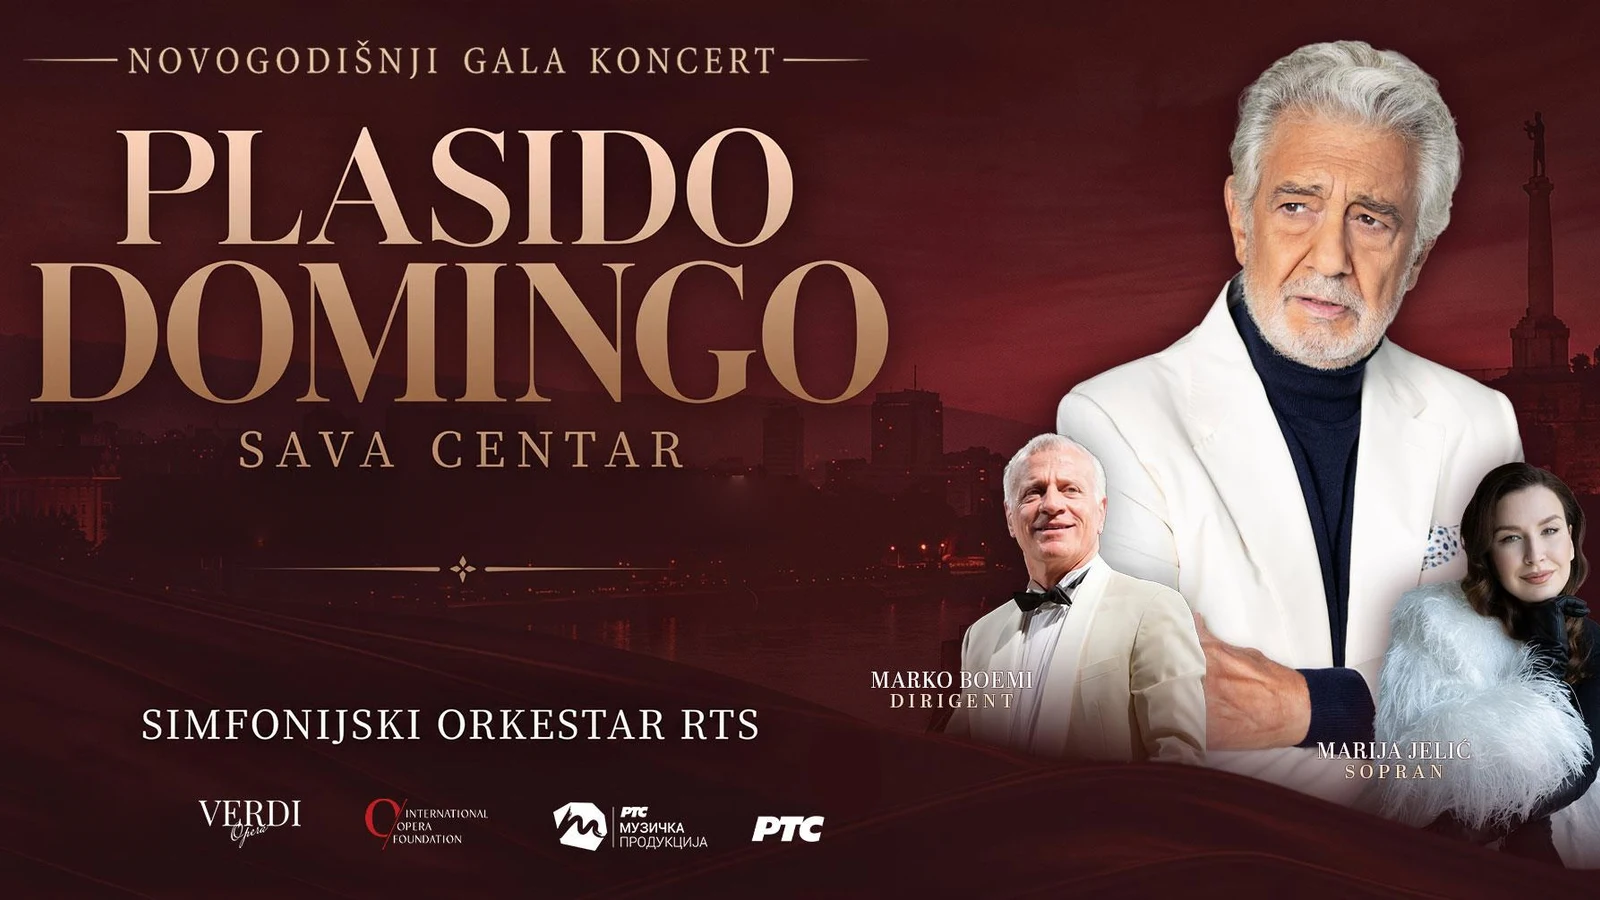 NOVOGODIŠNJI GALA KONCERT
PLASIDO
DOMINGO
SAVA CENTAR
MARKO BOEMI
DIRIGENT
MARIJA JELIĆ
SOPRAN
SIMFONIJSKI ORKESTAR RTS
VERDI
Opera
INTERNATIONAL
OPERA
FOUNDATION
РТС
МУЗИЧКА
ПРОДУКЦИЈА
РТС